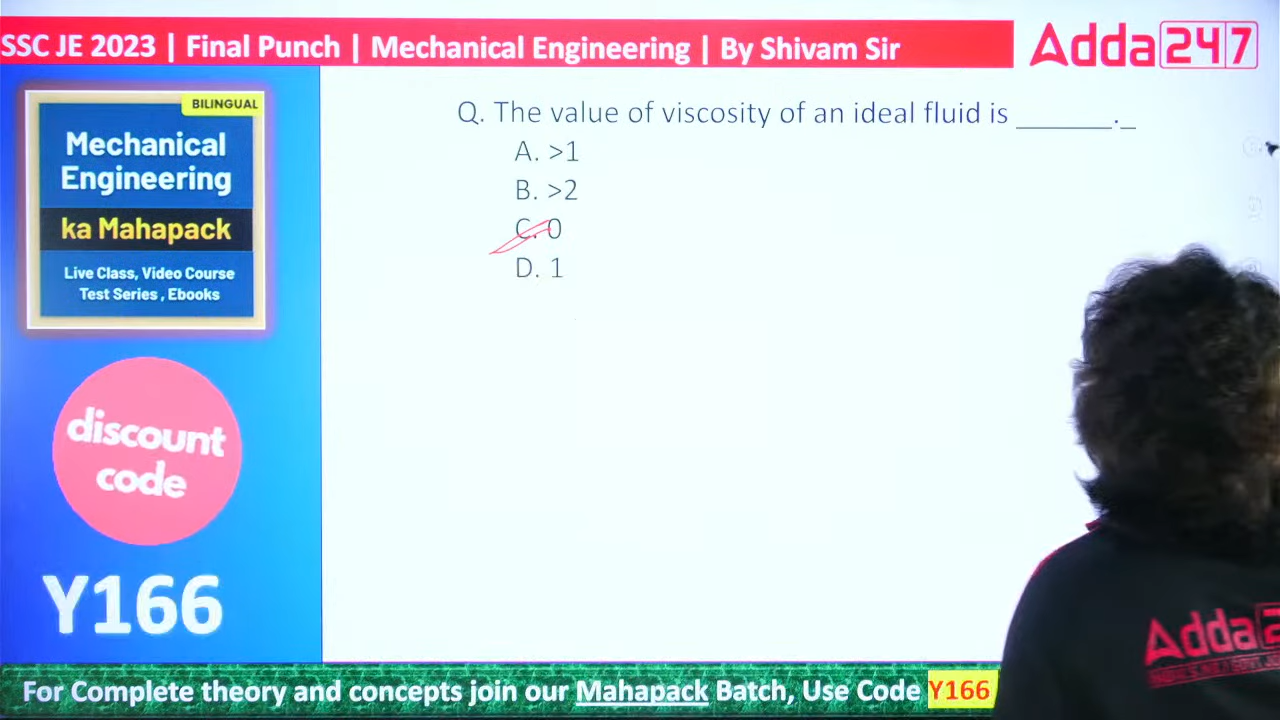 SSC JE 2023 | Final Punch | Mechanical Engineering | By Shivam Sir
Adda247
BILINGUAL
Mechanical
Engineering
ka Mahapack
Live Class, Video Course
Test Series , Ebooks
discount
code
Y166
Q. The value of viscosity of an ideal fluid is _______._
A. >1
B. >2
C. 0
D. 1
Adda2
For Complete theory and concepts join our Mahapack Batch, Use Code Y166